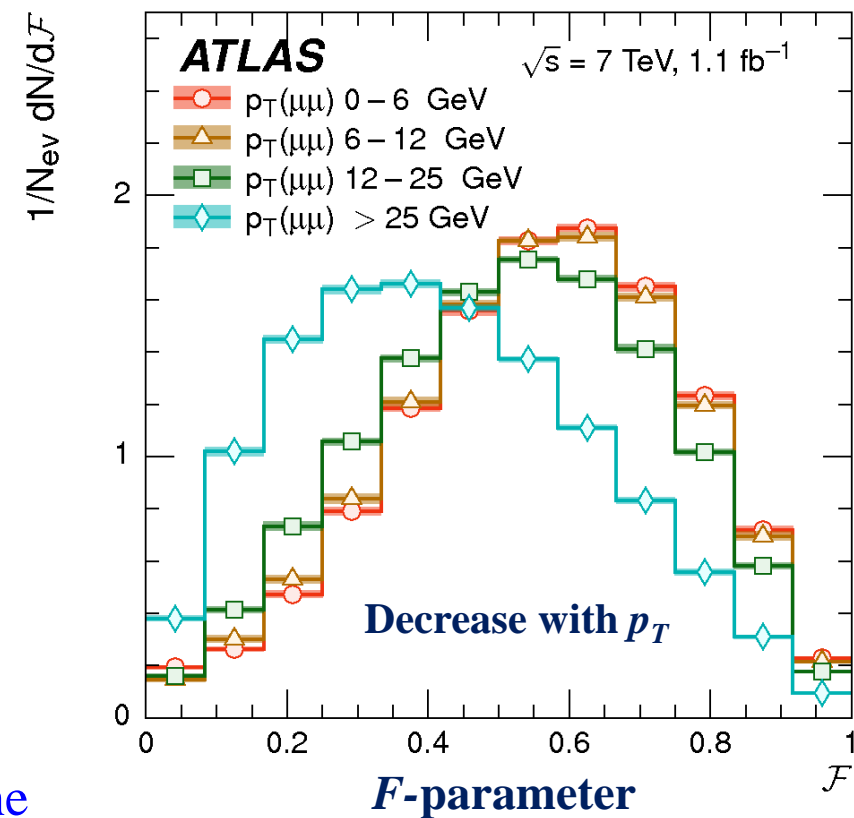 ATLAS
√s = 7 TeV, 1.1 fb⁻¹
p_T(μμ) 0 – 6 GeV
p_T(μμ) 6 – 12 GeV
p_T(μμ) 12 – 25 GeV
p_T(μμ) > 25 GeV
1/N_ev dN/dℱ
2
1
0
Decrease with p_T
0 0.2 0.4 0.6 0.8 1
ℱ
F-parameter